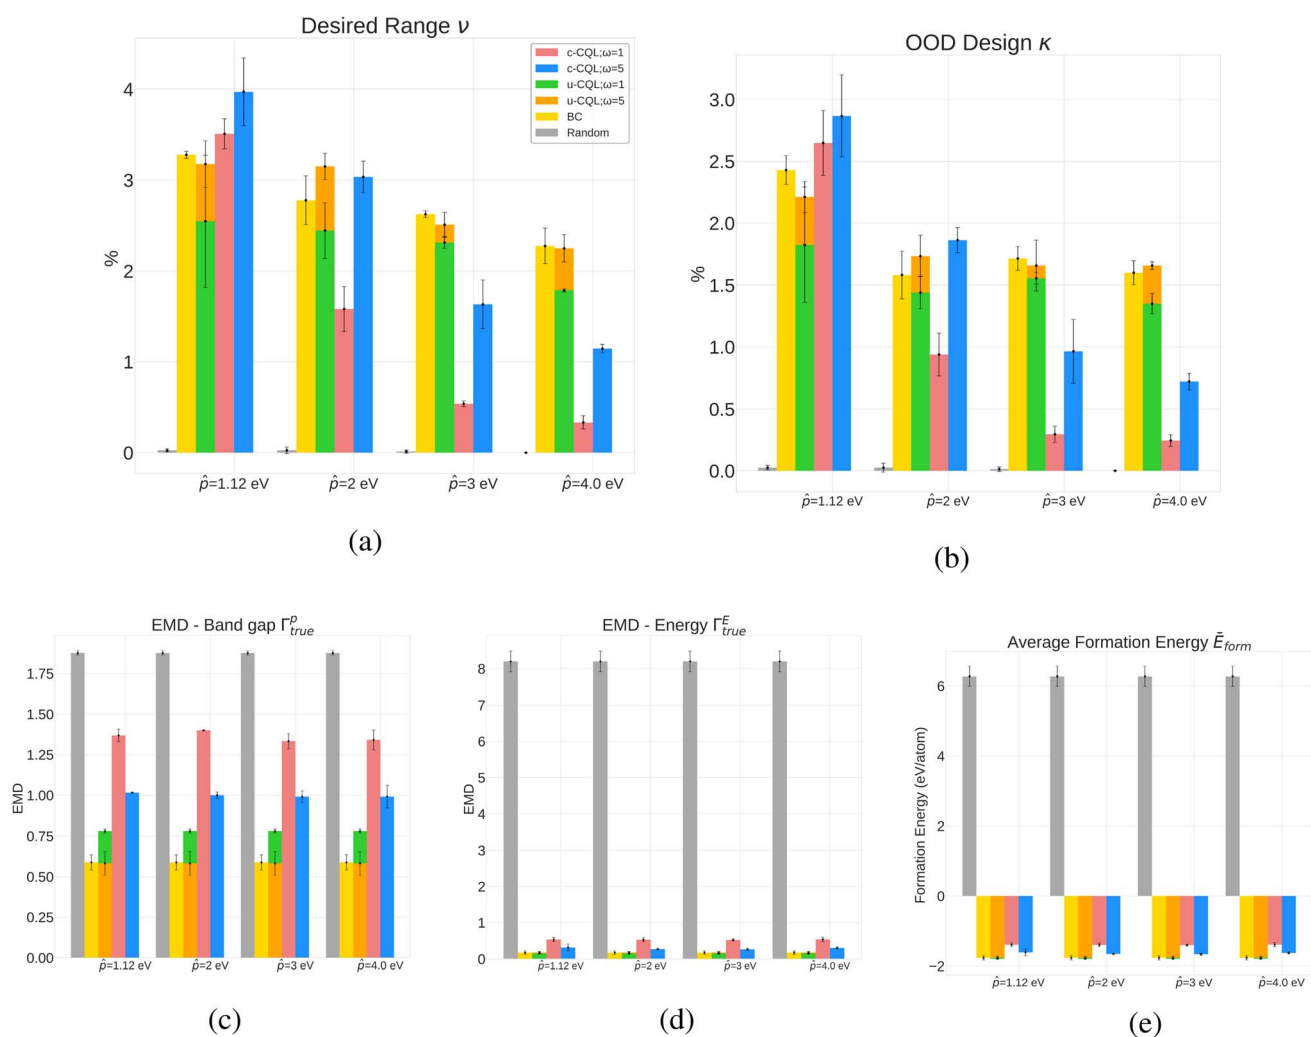 Desired Range ν
c-CQL;ω=1
c-CQL;ω=5
u-CQL;ω=1
u-CQL;ω=5
BC
Random
%
4
3
2
1
0
p̂=1.12 eV p̂=2 eV p̂=3 eV p̂=4.0 eV
(a)
OOD Design κ
%
3.0
2.5
2.0
1.5
1.0
0.5
0.0
p̂=1.12 eV p̂=2 eV p̂=3 eV p̂=4.0 eV
(b)
EMD - Band gap Γ^p_true
EMD
1.75
1.50
1.25
1.00
0.75
0.50
0.25
0.00
p̂=1.12 eV p̂=2 eV p̂=3 eV p̂=4.0 eV
(c)
EMD - Energy Γ^E_true
EMD
8
7
6
5
4
3
2
1
0
p̂=1.12 eV p̂=2 eV p̂=3 eV p̂=4.0 eV
(d)
Average Formation Energy Ē_form
Formation Energy (eV/atom)
6
4
2
0
−2
p̂=1.12 eV p̂=2 eV p̂=3 eV p̂=4.0 eV
(e)